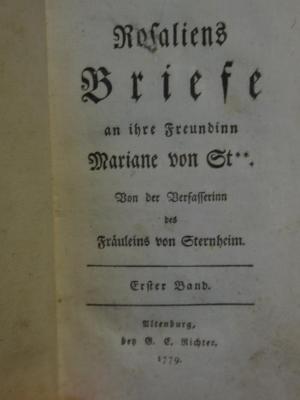 Rosaliens
Briefe
an ihre Freundinn
Mariane von St**.
Von der Verfasserinn
des
Fräuleins von Sternheim.
Erster Band.
Altenburg,
bey G. E. Richter,
1779.